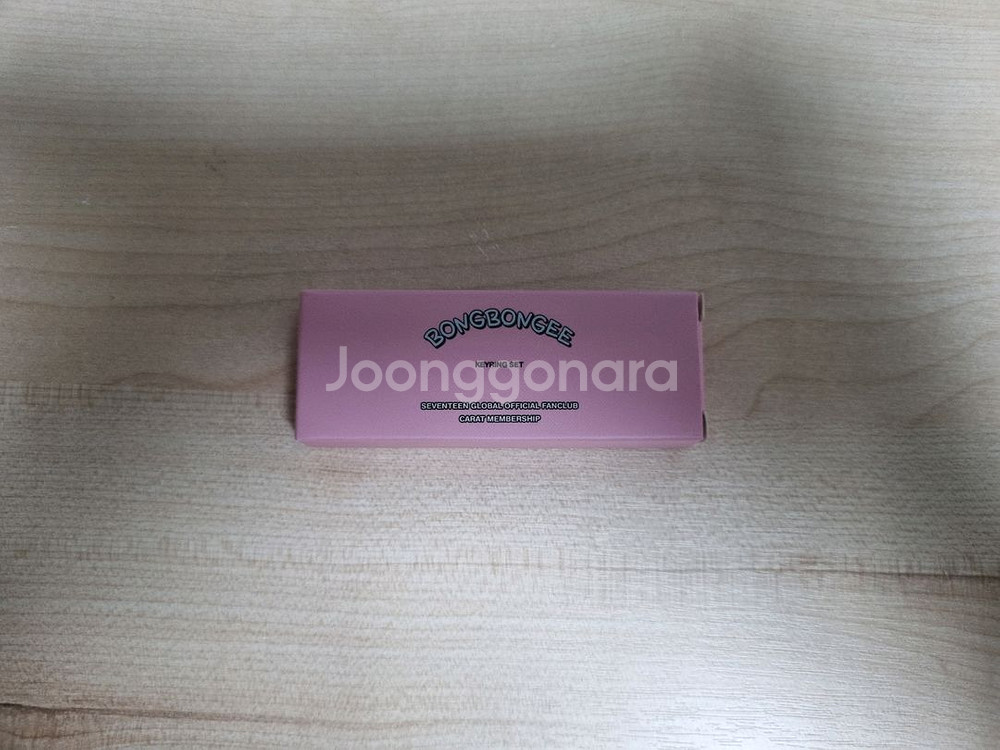 BONGBONGEE
KEYRING SET
Joonggonara
SEVENTEEN GLOBAL OFFICIAL FANCLUB
CARAT MEMBERSHIP